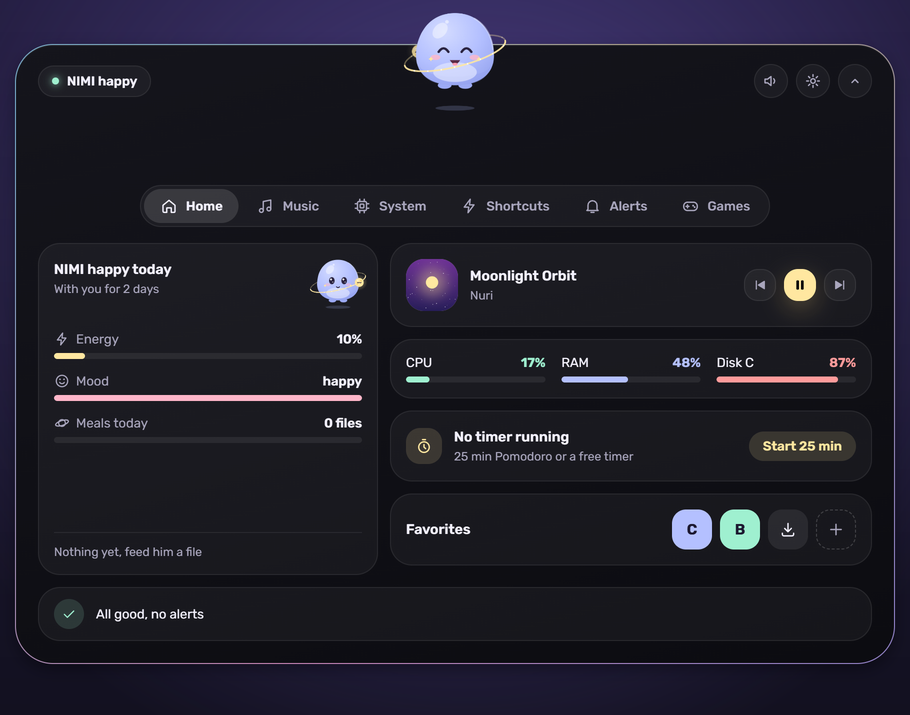 NIMI happy
Home
Music
System
Shortcuts
Alerts
Games
NIMI happy today
With you for 2 days
Energy 10%
Mood happy
Meals today 0 files
Nothing yet, feed him a file
Moonlight Orbit
Nuri
CPU 17%
RAM 48%
Disk C 87%
No timer running
25 min Pomodoro or a free timer
Start 25 min
Favorites
C
B
All good, no alerts